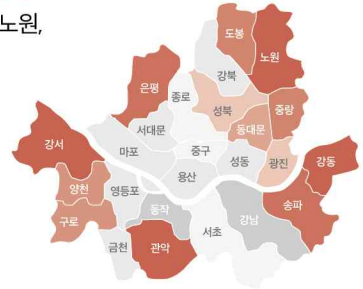 노원,
도봉
노원
강북
은평
종로
성북
중랑
서대문
동대문
강서
마포
중구
성동
광진
강동
양천
영등포
용산
송파
구로
동작
강남
서초
금천
관악